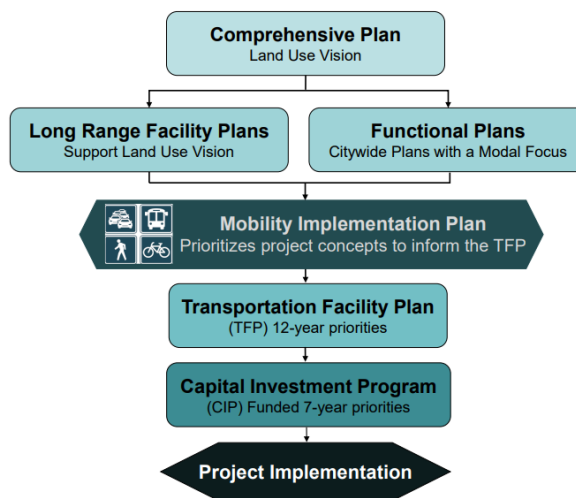 Comprehensive Plan
Land Use Vision
Long Range Facility Plans
Support Land Use Vision
Functional Plans
Citywide Plans with a Modal Focus
Mobility Implementation Plan
Prioritizes project concepts to inform the TFP
Transportation Facility Plan
(TFP) 12-year priorities
Capital Investment Program
(CIP) Funded 7-year priorities
Project Implementation